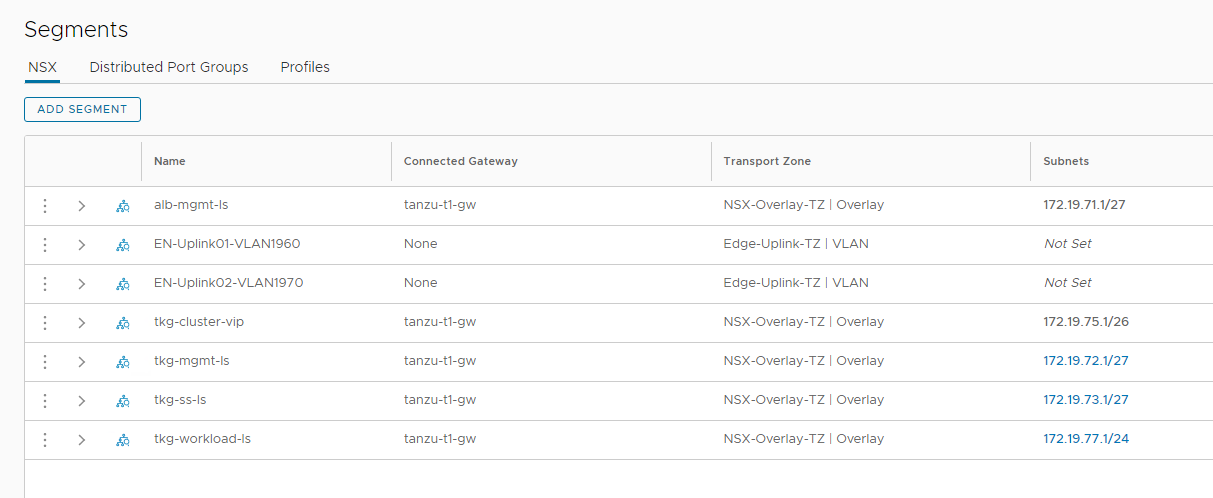 Segments
NSX Distributed Port Groups Profiles
ADD SEGMENT
Name Connected Gateway Transport Zone Subnets
alb-mgmt-ls tanzu-t1-gw NSX-Overlay-TZ | Overlay 172.19.71.1/27
EN-Uplink01-VLAN1960 None Edge-Uplink-TZ | VLAN Not Set
EN-Uplink02-VLAN1970 None Edge-Uplink-TZ | VLAN Not Set
tkg-cluster-vip tanzu-t1-gw NSX-Overlay-TZ | Overlay 172.19.75.1/26
tkg-mgmt-ls tanzu-t1-gw NSX-Overlay-TZ | Overlay 172.19.72.1/27
tkg-ss-ls tanzu-t1-gw NSX-Overlay-TZ | Overlay 172.19.73.1/27
tkg-workload-ls tanzu-t1-gw NSX-Overlay-TZ | Overlay 172.19.77.1/24